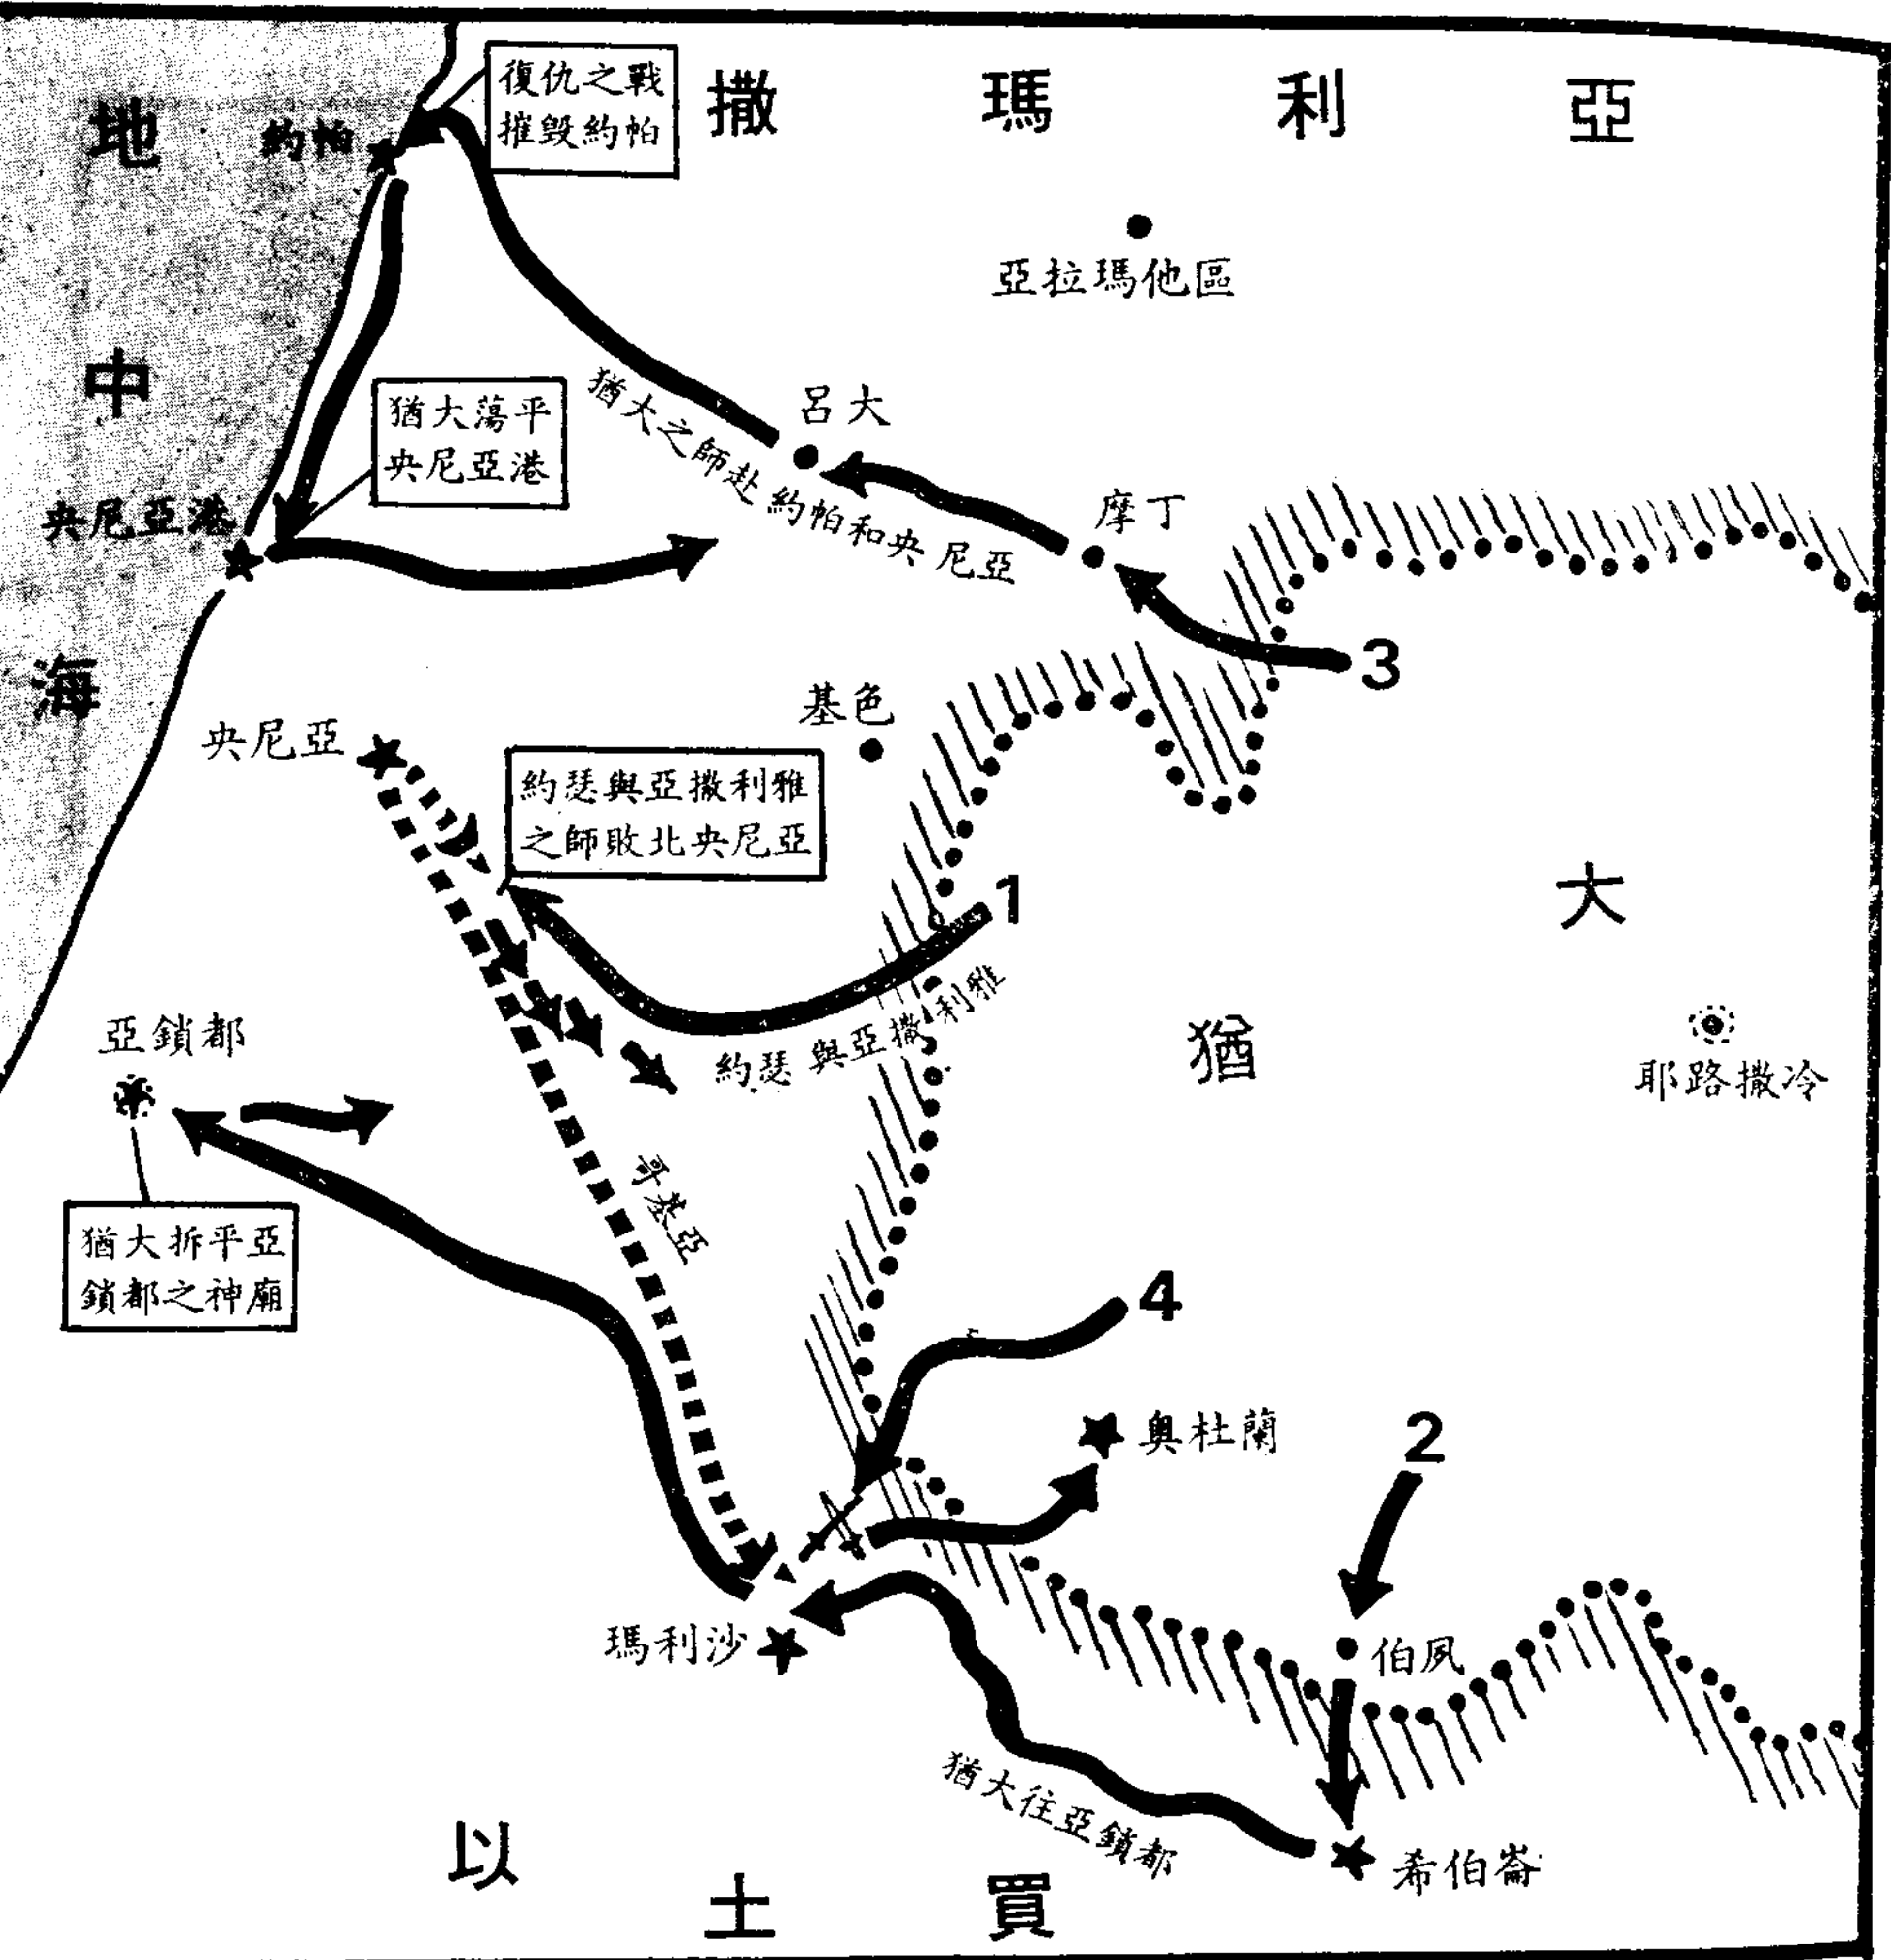 撒瑪利亞
地中海
約帕
復仇之戰
摧毀約帕
亞拉瑪他區
猶大蕩平
央尼亞港
央尼亞港
呂大
猶大之師赴約帕和央尼亞
摩丁
3
基色
央尼亞
約瑟與亞撒利雅
之師敗北央尼亞
1
約瑟與亞撒利雅
猶大
耶路撒冷
亞鎖都
猶大拆平亞
鎖都之神廟
哥基亞
4
奧杜蘭
2
瑪利沙
伯夙
猶大往亞鎖都
希伯崙
以土買